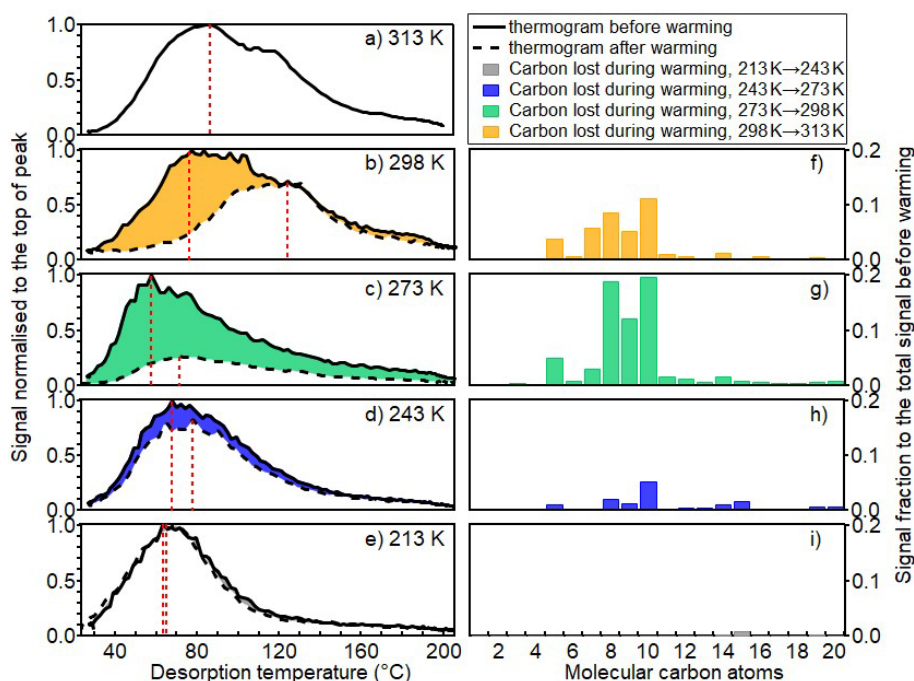 Signal normalised to the top of peak
1.0
0.5
0.0
a) 313 K
thermogram before warming
thermogram after warming
Carbon lost during warming, 213K→243K
Carbon lost during warming, 243K→273K
Carbon lost during warming, 273K→298K
Carbon lost during warming, 298K→313K
1.0
0.5
0.0
b) 298 K
f)
0.2
0.1
0.0
1.0
0.5
0.0
c) 273 K
g)
0.2
0.1
0.0
1.0
0.5
0.0
d) 243 K
h)
0.2
0.1
0.0
1.0
0.5
0.0
e) 213 K
i)
0.2
0.1
0.0
40 80 120 160 200
Desorption temperature (°C)
2 4 6 8 10 12 14 16 18 20
Molecular carbon atoms
Signal fraction to the total signal before warming